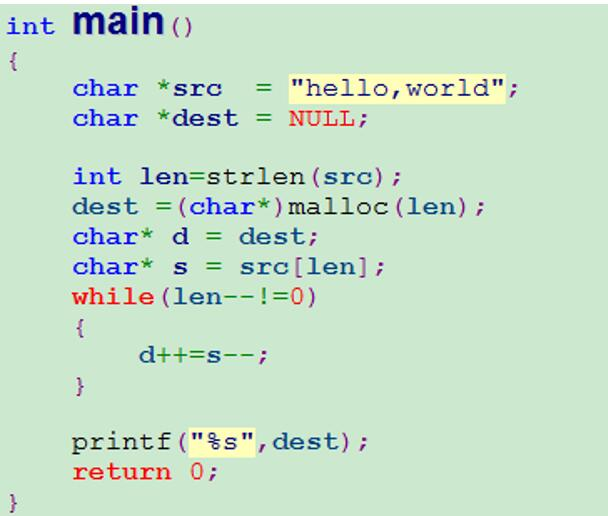 int main()
{
char *src = "hello,world";
char *dest = NULL;
int len=strlen(src);
dest =(char*)malloc(len);
char* d = dest;
char* s = src[len];
while(len--!=0)
{
d++=s--;
}
printf("%s",dest);
return 0;
}